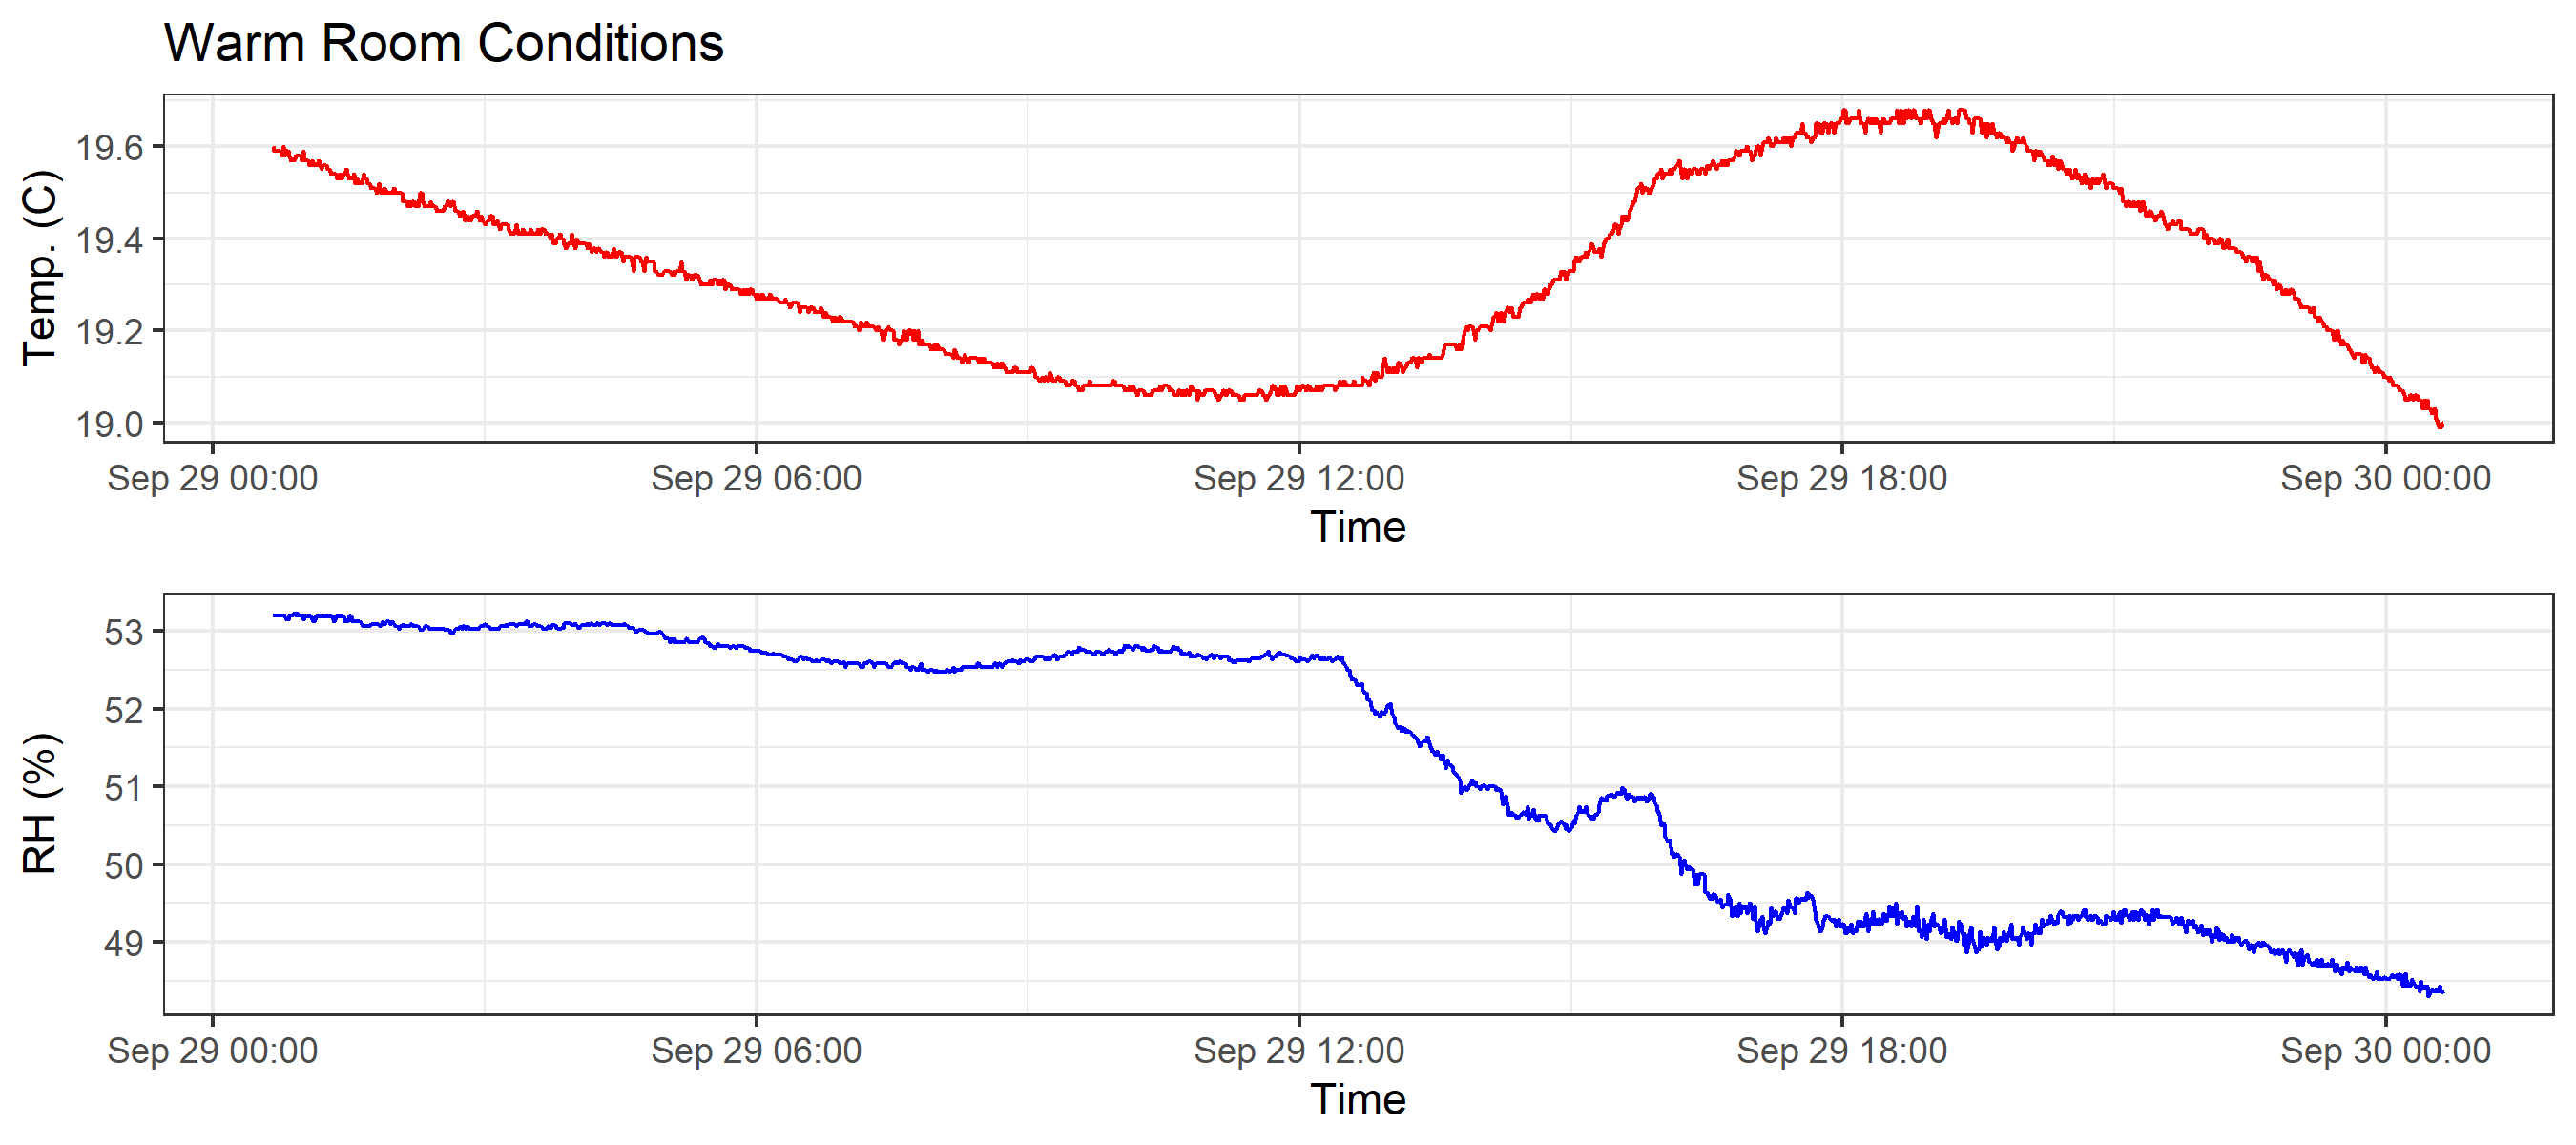 Warm Room Conditions
Temp. (C)
19.6
19.4
19.2
19.0
Sep 29 00:00 Sep 29 06:00 Sep 29 12:00 Sep 29 18:00 Sep 30 00:00
Time
RH (%)
53
52
51
50
49
Sep 29 00:00 Sep 29 06:00 Sep 29 12:00 Sep 29 18:00 Sep 30 00:00
Time